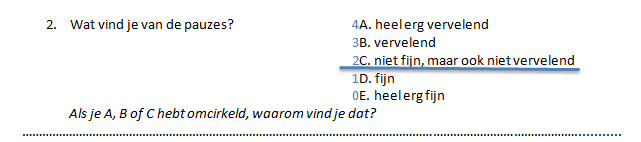 2. Wat vind je van de pauzes? 4A. heel erg vervelend
3B. vervelend
2C. niet fijn, maar ook niet vervelend
1D. fijn
0E. heel erg fijn
Als je A, B of C hebt omcirkeld, waarom vind je dat?